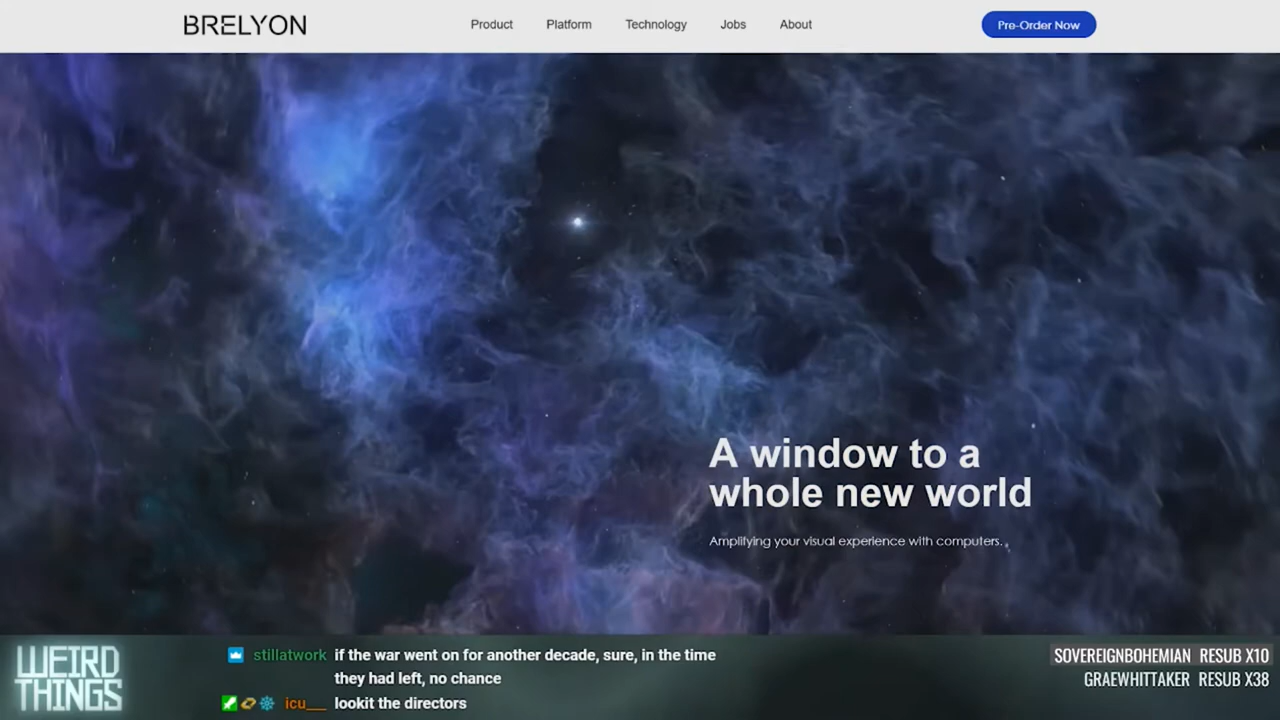 BRELYON
Product
Platform
Technology
Jobs
About
Pre-Order Now
A window to a
whole new world
Amplifying your visual experience with computers.
WEIRD
THINGS
stillatwork if the war went on for another decade, sure, in the time
they had left, no chance
icu___ lookit the directors
SOVEREIGNBOHEMIAN RESUB X10
GRAEWHITTAKER RESUB X38